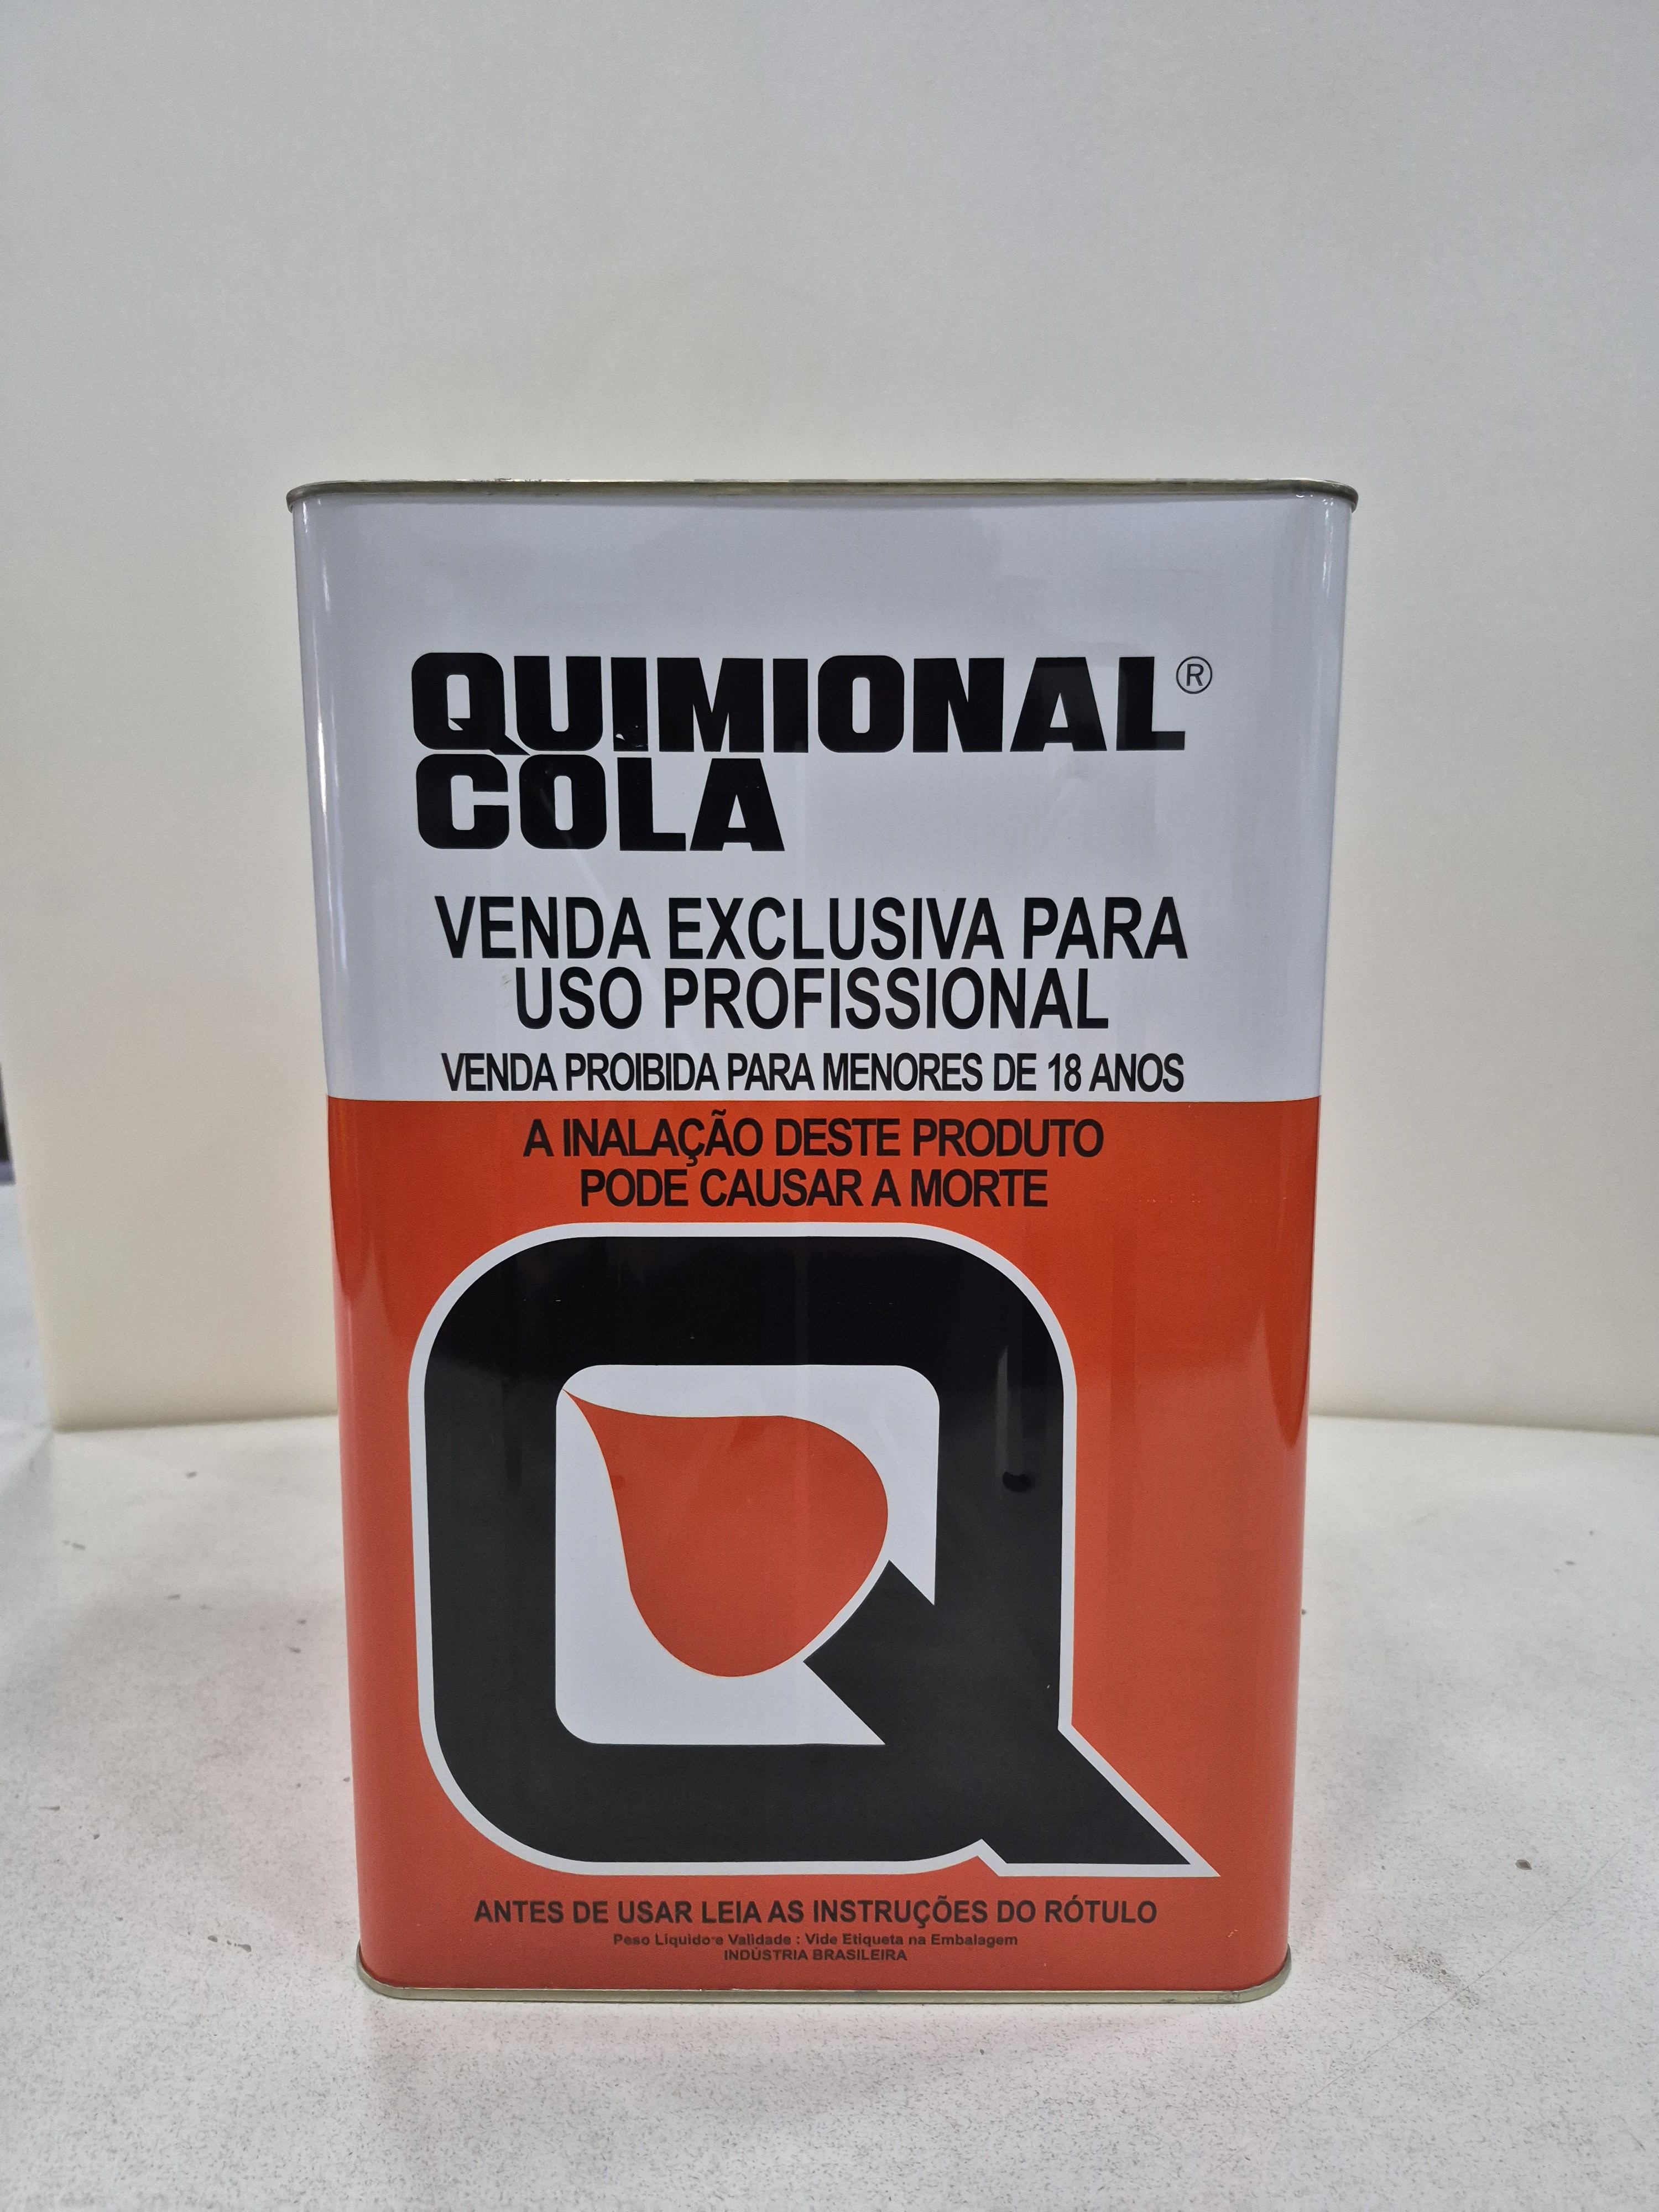 QUIMIONAL®
COLA
VENDA EXCLUSIVA PARA
USO PROFISSIONAL
VENDA PROIBIDA PARA MENORES DE 18 ANOS
A INALAÇÃO DESTE PRODUTO
PODE CAUSAR A MORTE
Q
ANTES DE USAR LEIA AS INSTRUÇÕES DO RÓTULO
Peso Liquido e Validade : Vide Etiqueta na Embalagem
INDÚSTRIA BRASILEIRA